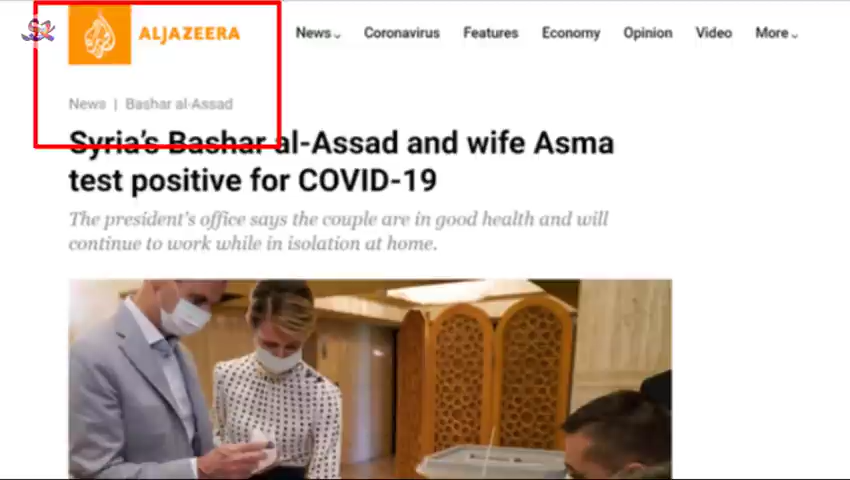 ALJAZEERA
News Coronavirus Features Economy Opinion Video More
News | Bashar al-Assad
Syria's Bashar al-Assad and wife Asma
test positive for COVID-19
The president's office says the couple are in good health and will
continue to work while in isolation at home.